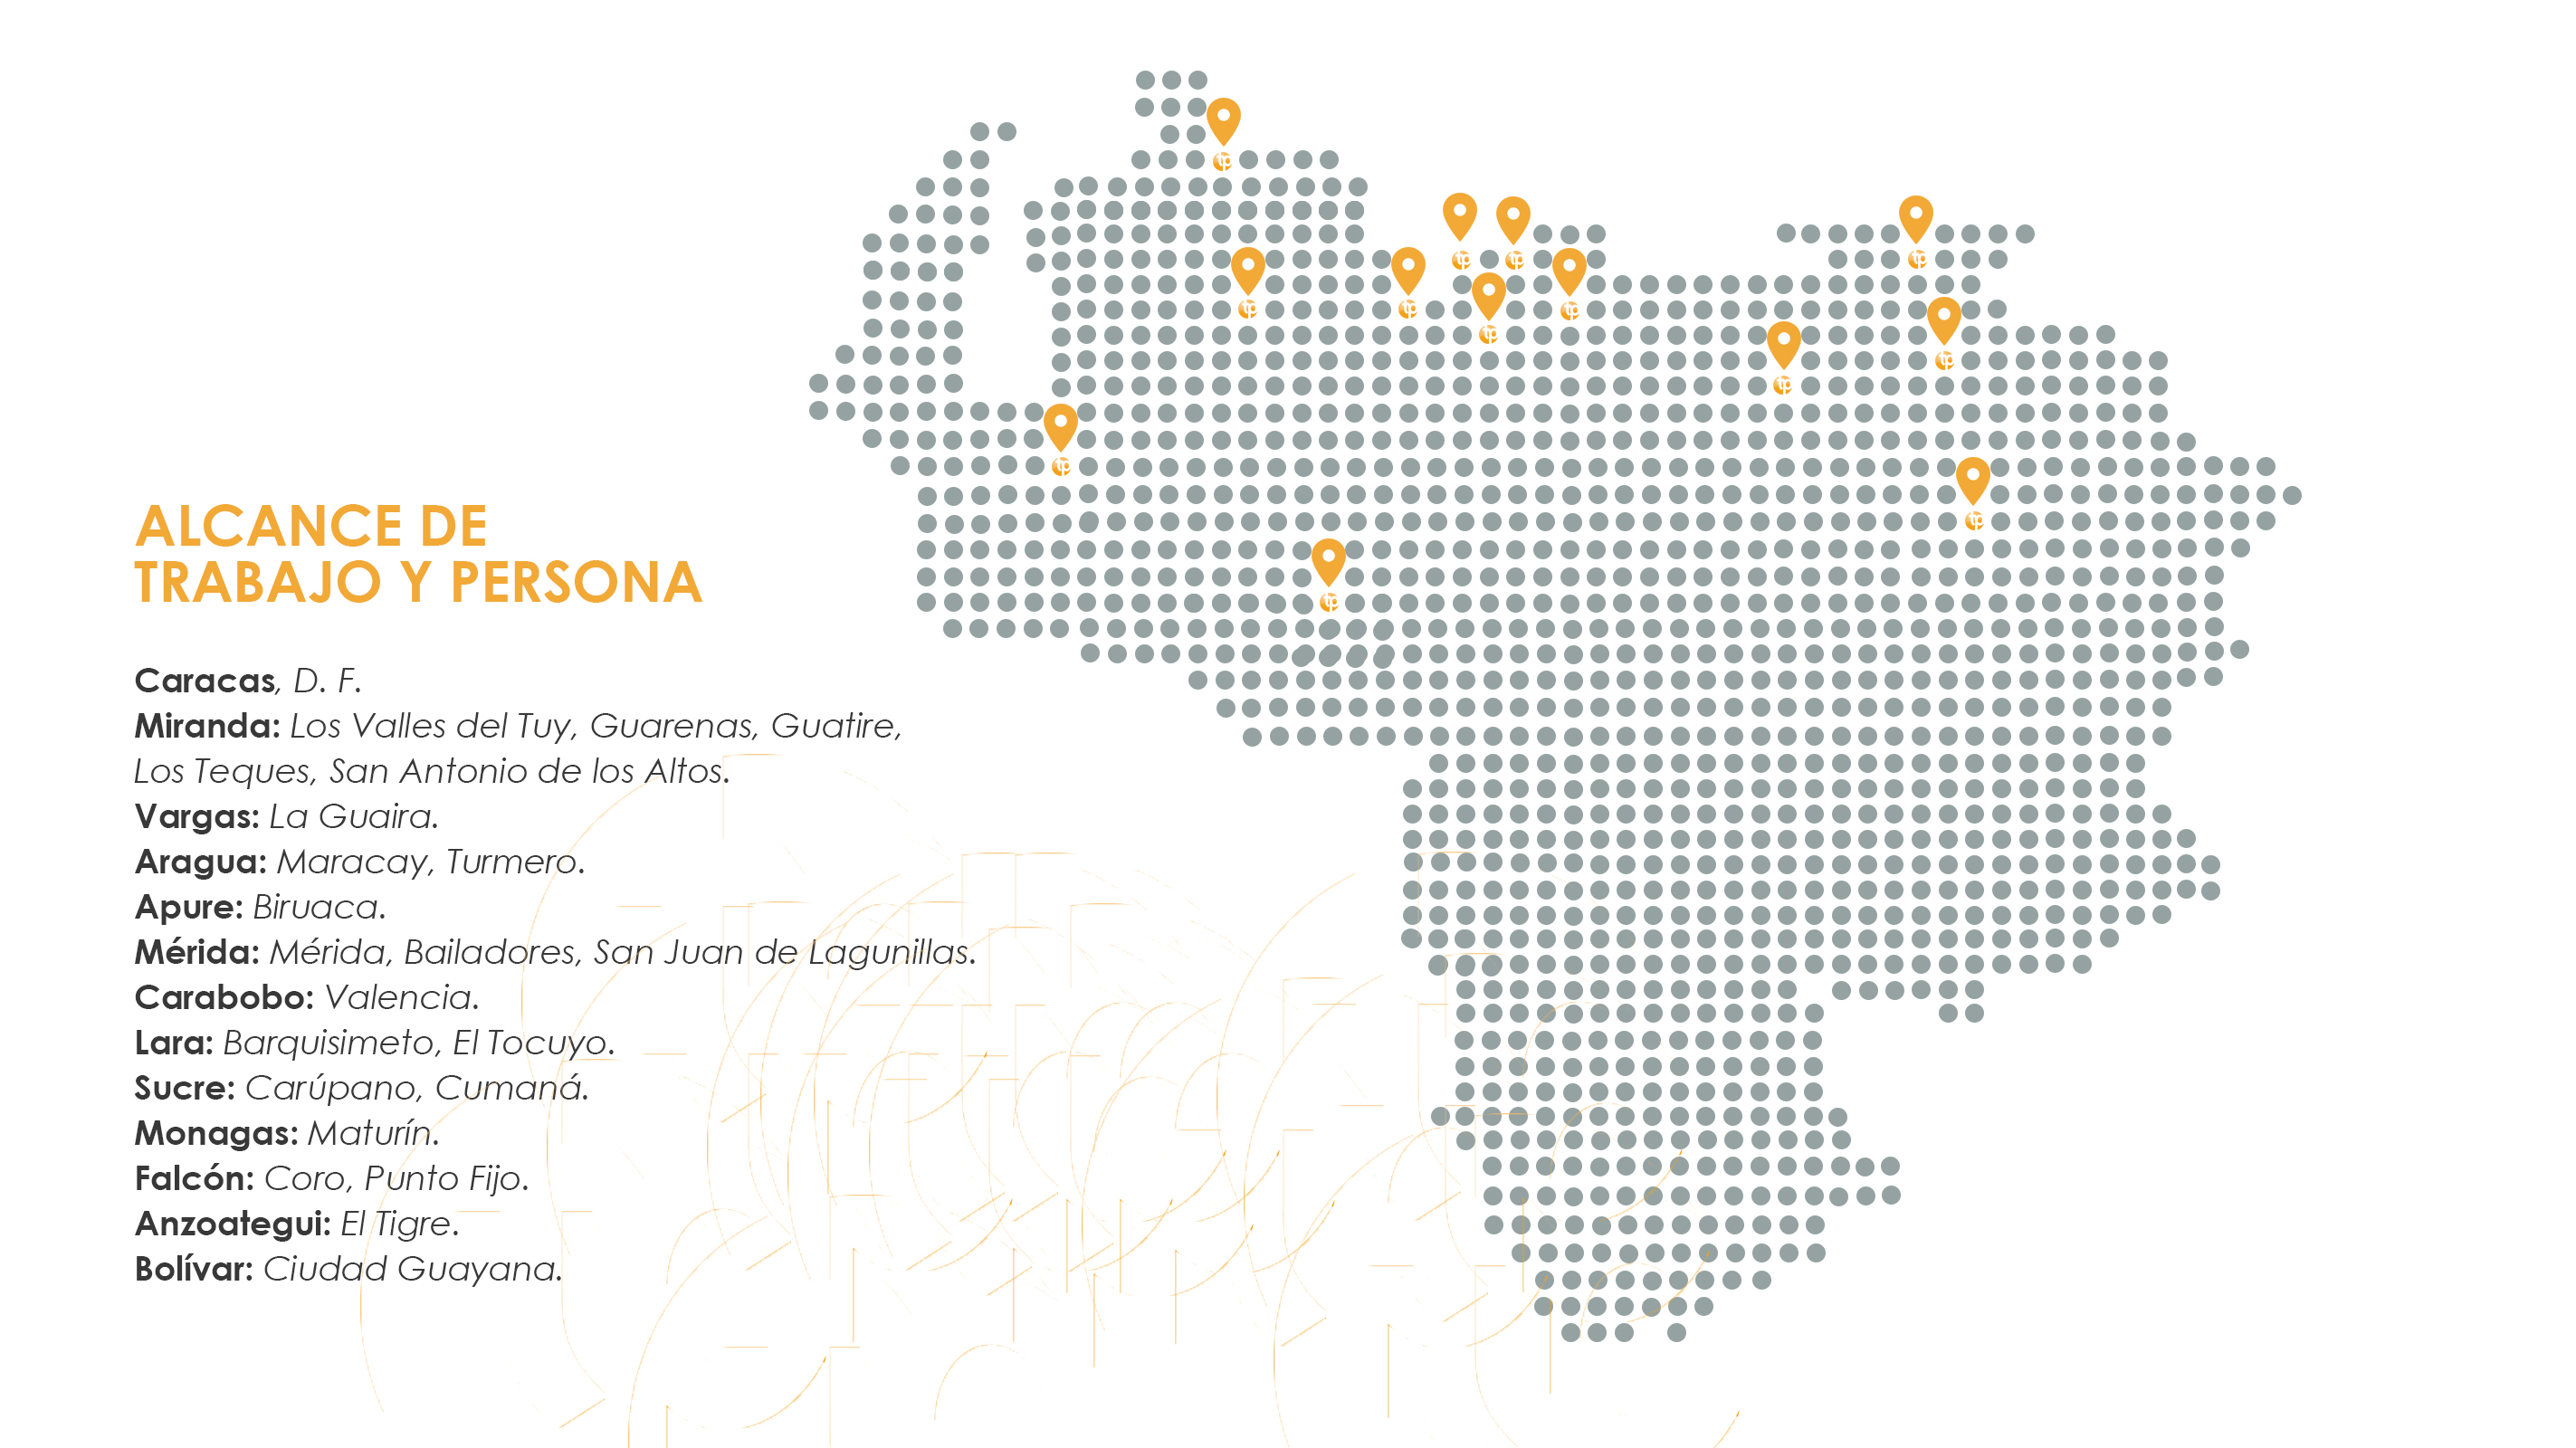 ALCANCE DE
TRABAJO Y PERSONA
Caracas, D. F.
Miranda: Los Valles del Tuy, Guarenas, Guatire,
Los Teques, San Antonio de los Altos.
Vargas: La Guaira.
Aragua: Maracay, Turmero.
Apure: Biruaca.
Mérida: Mérida, Bailadores, San Juan de Lagunillas.
Carabobo: Valencia.
Lara: Barquisimeto, El Tocuyo.
Sucre: Carúpano, Cumaná.
Monagas: Maturín.
Falcón: Coro, Punto Fijo.
Anzoategui: El Tigre.
Bolívar: Ciudad Guayana.